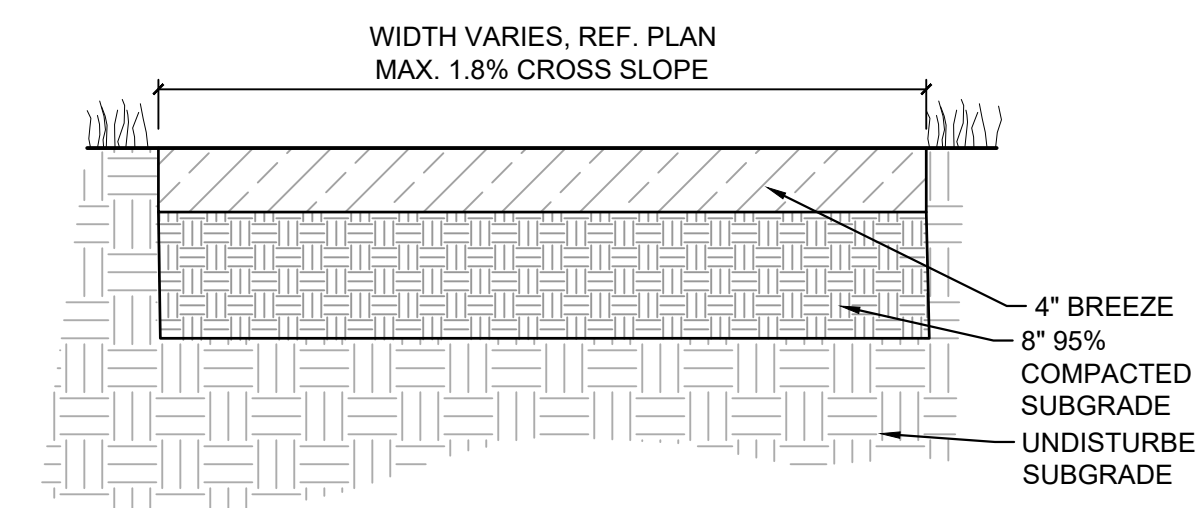 WIDTH VARIES, REF. PLAN
MAX. 1.8% CROSS SLOPE
4" BREEZE
8" 95%
COMPACTED
SUBGRADE
UNDISTURBE
SUBGRADE